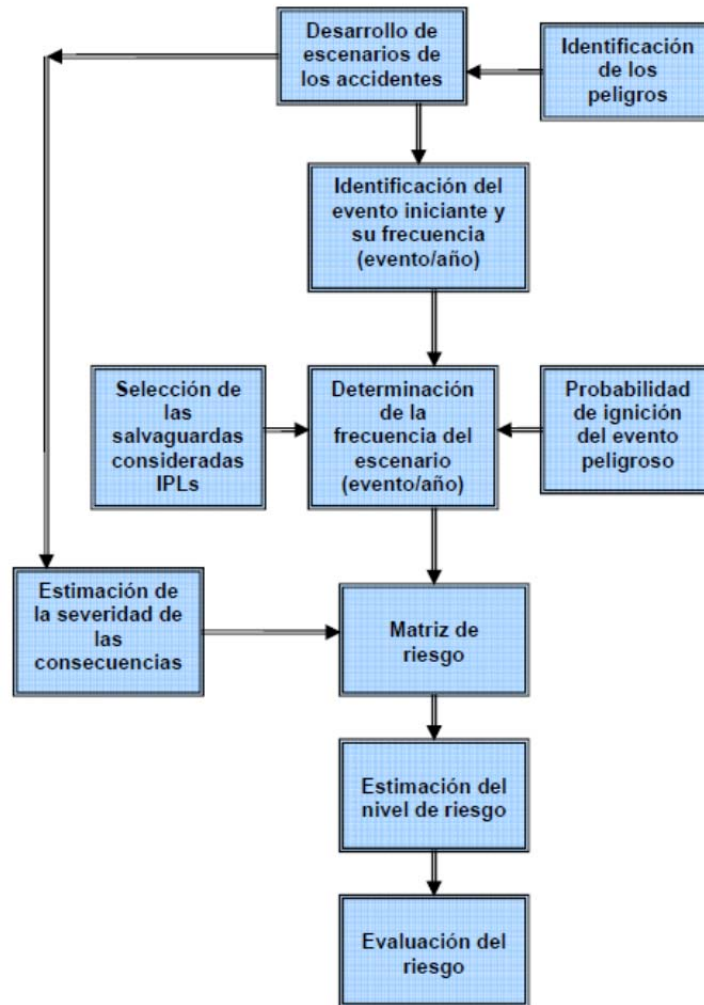 Desarrollo de
escenarios de
los accidentes
Identificación
de los
peligros
Identificación del
evento iniciante y
su frecuencia
(evento/año)
Selección de
las
salvaguardas
consideradas
IPLs
Determinación
de la
frecuencia del
escenario
(evento/año)
Probabilidad
de ignición
del evento
peligroso
Estimación de
la severidad de
las
consecuencias
Matriz de
riesgo
Estimación del
nivel de riesgo
Evaluación del
riesgo